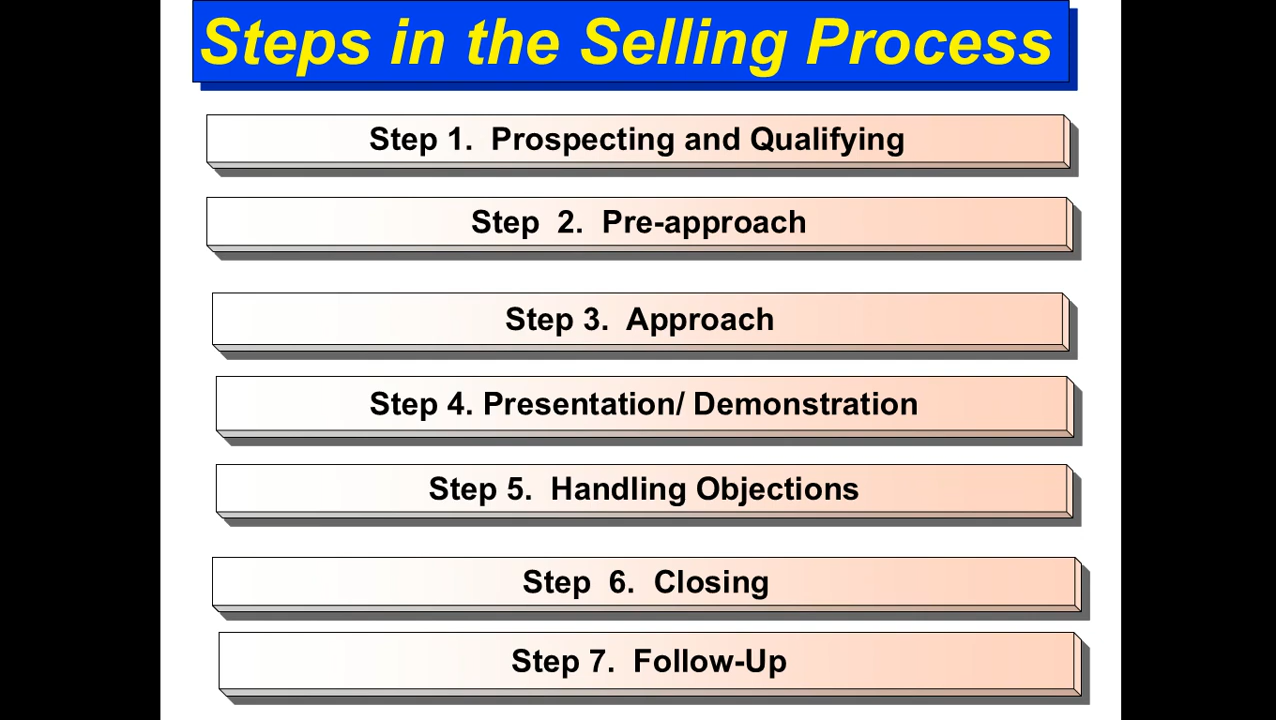 Steps in the Selling Process
Step 1. Prospecting and Qualifying
Step 2. Pre-approach
Step 3. Approach
Step 4. Presentation/ Demonstration
Step 5. Handling Objections
Step 6. Closing
Step 7. Follow-Up